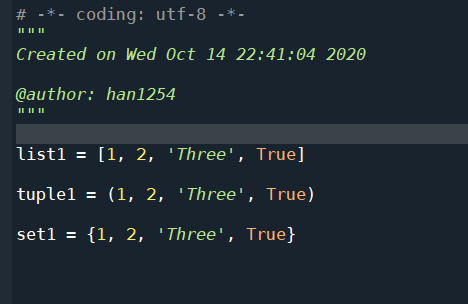 # -*- coding: utf-8 -*-
"""
Created on Wed Oct 14 22:41:04 2020
@author: han1254
"""
list1 = [1, 2, 'Three', True]
tuple1 = (1, 2, 'Three', True)
set1 = {1, 2, 'Three', True}